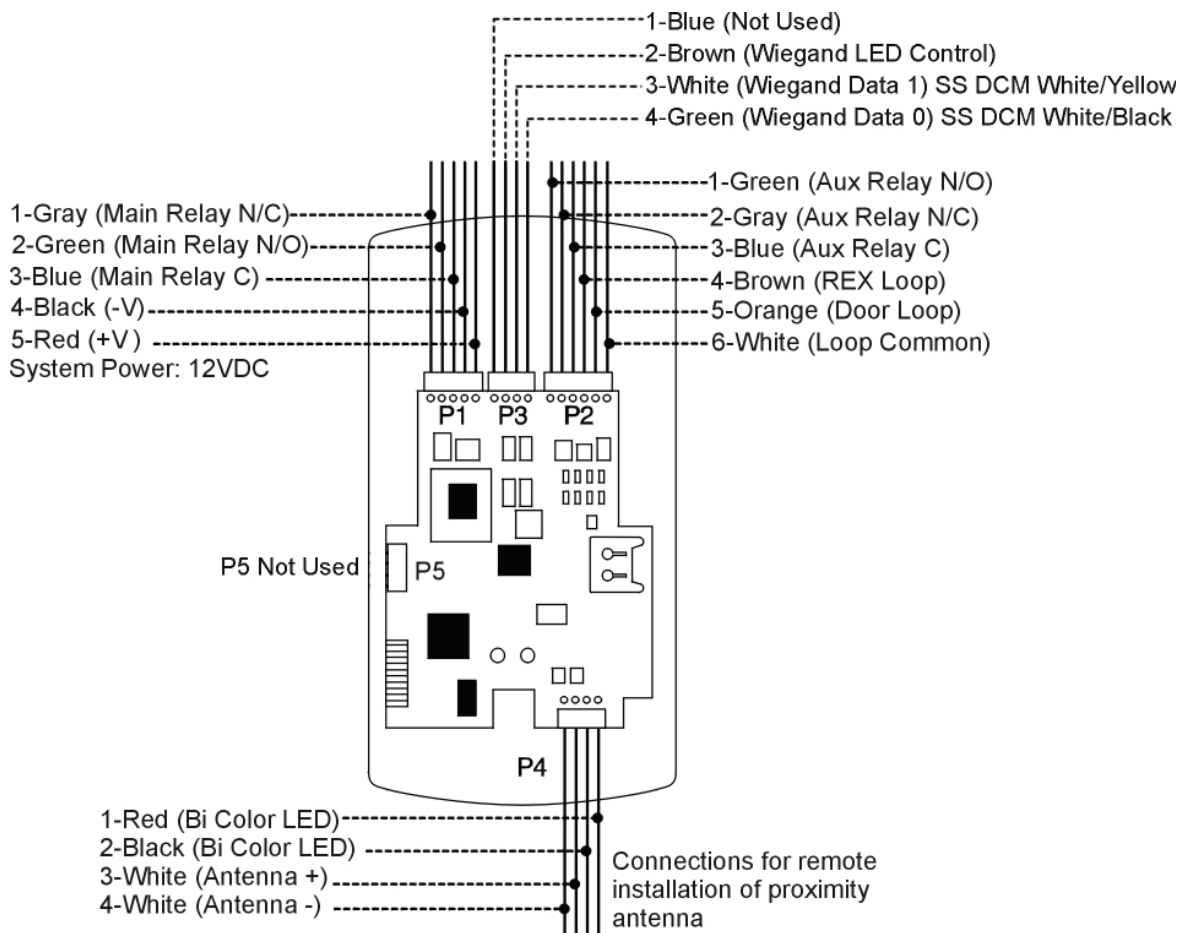 1-Blue (Not Used)
2-Brown (Wiegand LED Control)
3-White (Wiegand Data 1) SS DCM White/Yellow
4-Green (Wiegand Data 0) SS DCM White/Black
1-Gray (Main Relay N/C)
2-Green (Main Relay N/O)
3-Blue (Main Relay C)
4-Black (-V)
5-Red (+V )
System Power: 12VDC
1-Green (Aux Relay N/O)
2-Gray (Aux Relay N/C)
3-Blue (Aux Relay C)
4-Brown (REX Loop)
5-Orange (Door Loop)
6-White (Loop Common)
P1 P3 P2
P5 Not Used
P5
P4
1-Red (Bi Color LED)
2-Black (Bi Color LED)
3-White (Antenna +)
4-White (Antenna -)
Connections for remote
installation of proximity
antenna